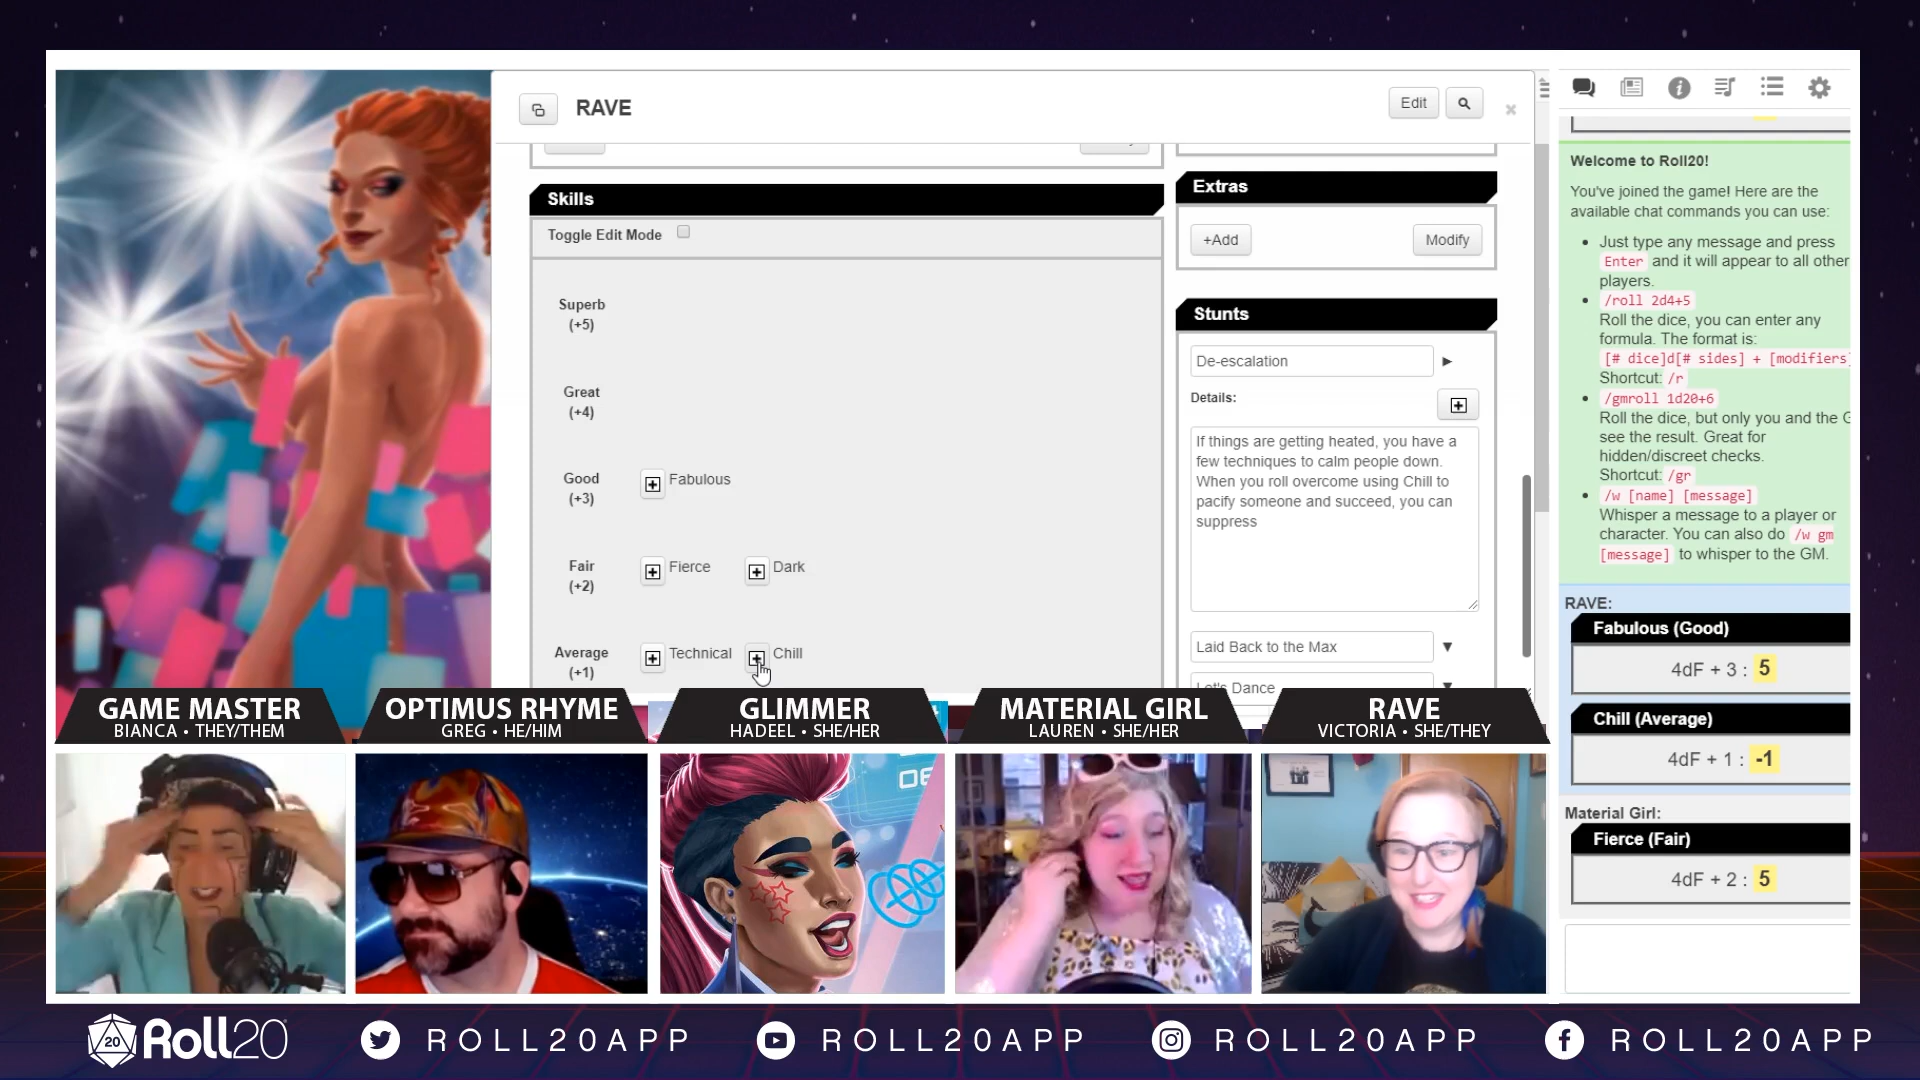 RAVE
Edit
Skills
Toggle Edit Mode
Superb
(+5)
Great
(+4)
Good
(+3)
Fabulous
Fair
(+2)
Fierce
Dark
Average
(+1)
Technical
Chill
Extras
+Add
Modify
Stunts
De-escalation
Details:
If things are getting heated, you have a
few techniques to calm people down.
When you roll overcome using Chill to
pacify someone and succeed, you can
suppress
Laid Back to the Max
Let's Dance
Welcome to Roll20!
You've joined the game! Here are the
available chat commands you can use:
Just type any message and press
Enter and it will appear to all other
players.
/roll 2d4+5
Roll the dice, you can enter any
formula. The format is:
[# dice]d[# sides] + [modifiers]
Shortcut: /r
/gmroll 1d20+6
Roll the dice, but only you and the G
see the result. Great for
hidden/discreet checks.
Shortcut: /gr
/w [name] [message]
Whisper a message to a player or
character. You can also do /w gm
[message] to whisper to the GM.
RAVE:
Fabulous (Good)
4dF + 3 : 5
Chill (Average)
4dF + 1 : -1
Material Girl:
Fierce (Fair)
4dF + 2 : 5
GAME MASTER
BIANCA • THEY/THEM
OPTIMUS RHYME
GREG • HE/HIM
GLIMMER
HADEEL • SHE/HER
MATERIAL GIRL
LAUREN • SHE/HER
RAVE
VICTORIA • SHE/THEY
20 Roll20
ROLL20APP
ROLL20APP
ROLL20APP
ROLL20APP